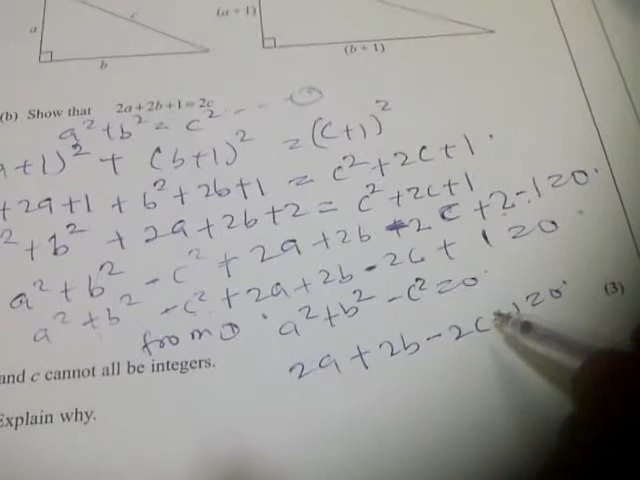 a
c
b
(a + 1)
(b + 1)
(b) Show that 2a + 2b + 1 = 2c
a² + b² = c² - - - ①
a + 1)² + (b+1)² = (c+1)²
+ 2a + 1 + b² + 2b + 1 = c² + 2c + 1.
² + b² + 2a + 2b + 2 = c² + 2c + 1
a² + b² - c² + 2a + 2b - 2c + 2 - 1 = 0.
a² + b² - c² + 2a + 2b - 2c + 1 = 0.
from ① a² + b² - c² = 0.
2a + 2b - 2c + 1 = 0.
(3)
and c cannot all be integers.
Explain why.